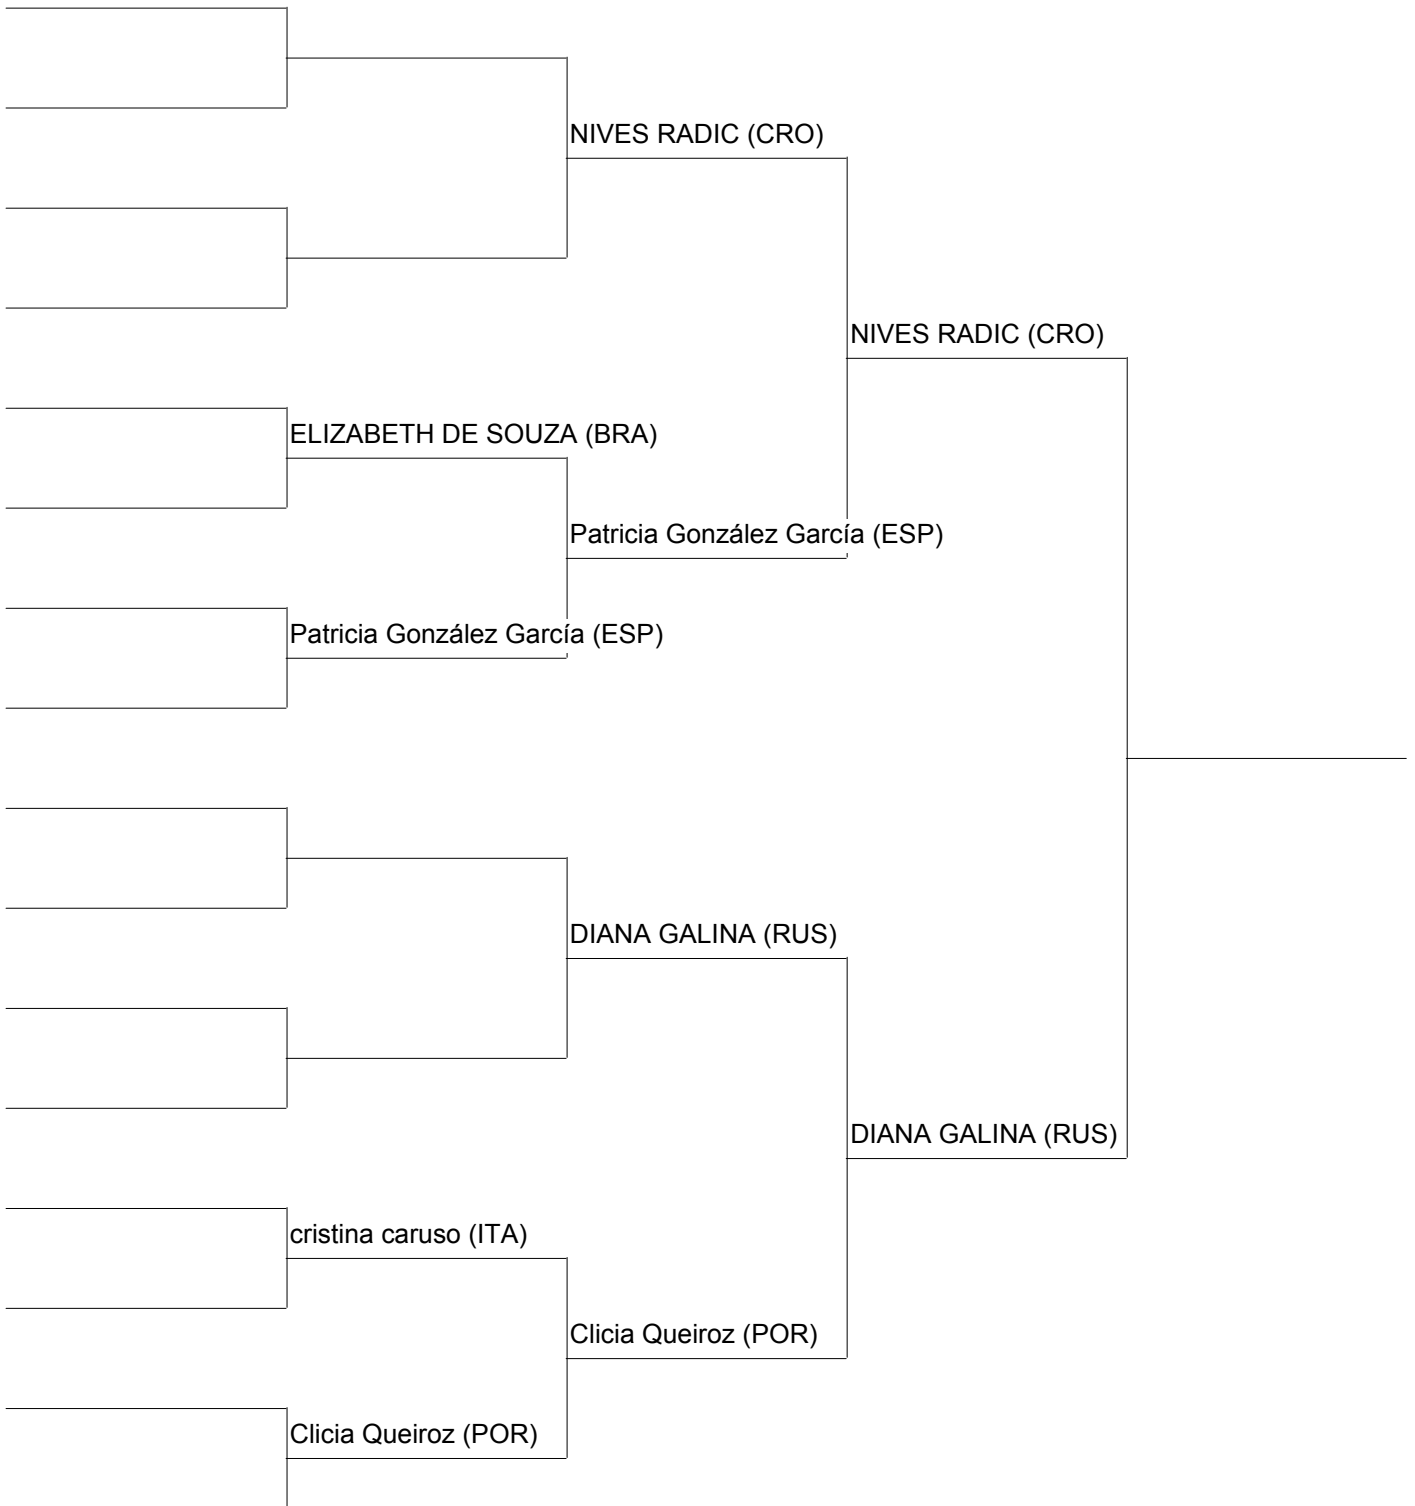 NIVES RADIC (CRO)
NIVES RADIC (CRO)
ELIZABETH DE SOUZA (BRA)
Patricia González García (ESP)
Patricia González García (ESP)
DIANA GALINA (RUS)
DIANA GALINA (RUS)
cristina caruso (ITA)
Clicia Queiroz (POR)
Clicia Queiroz (POR)